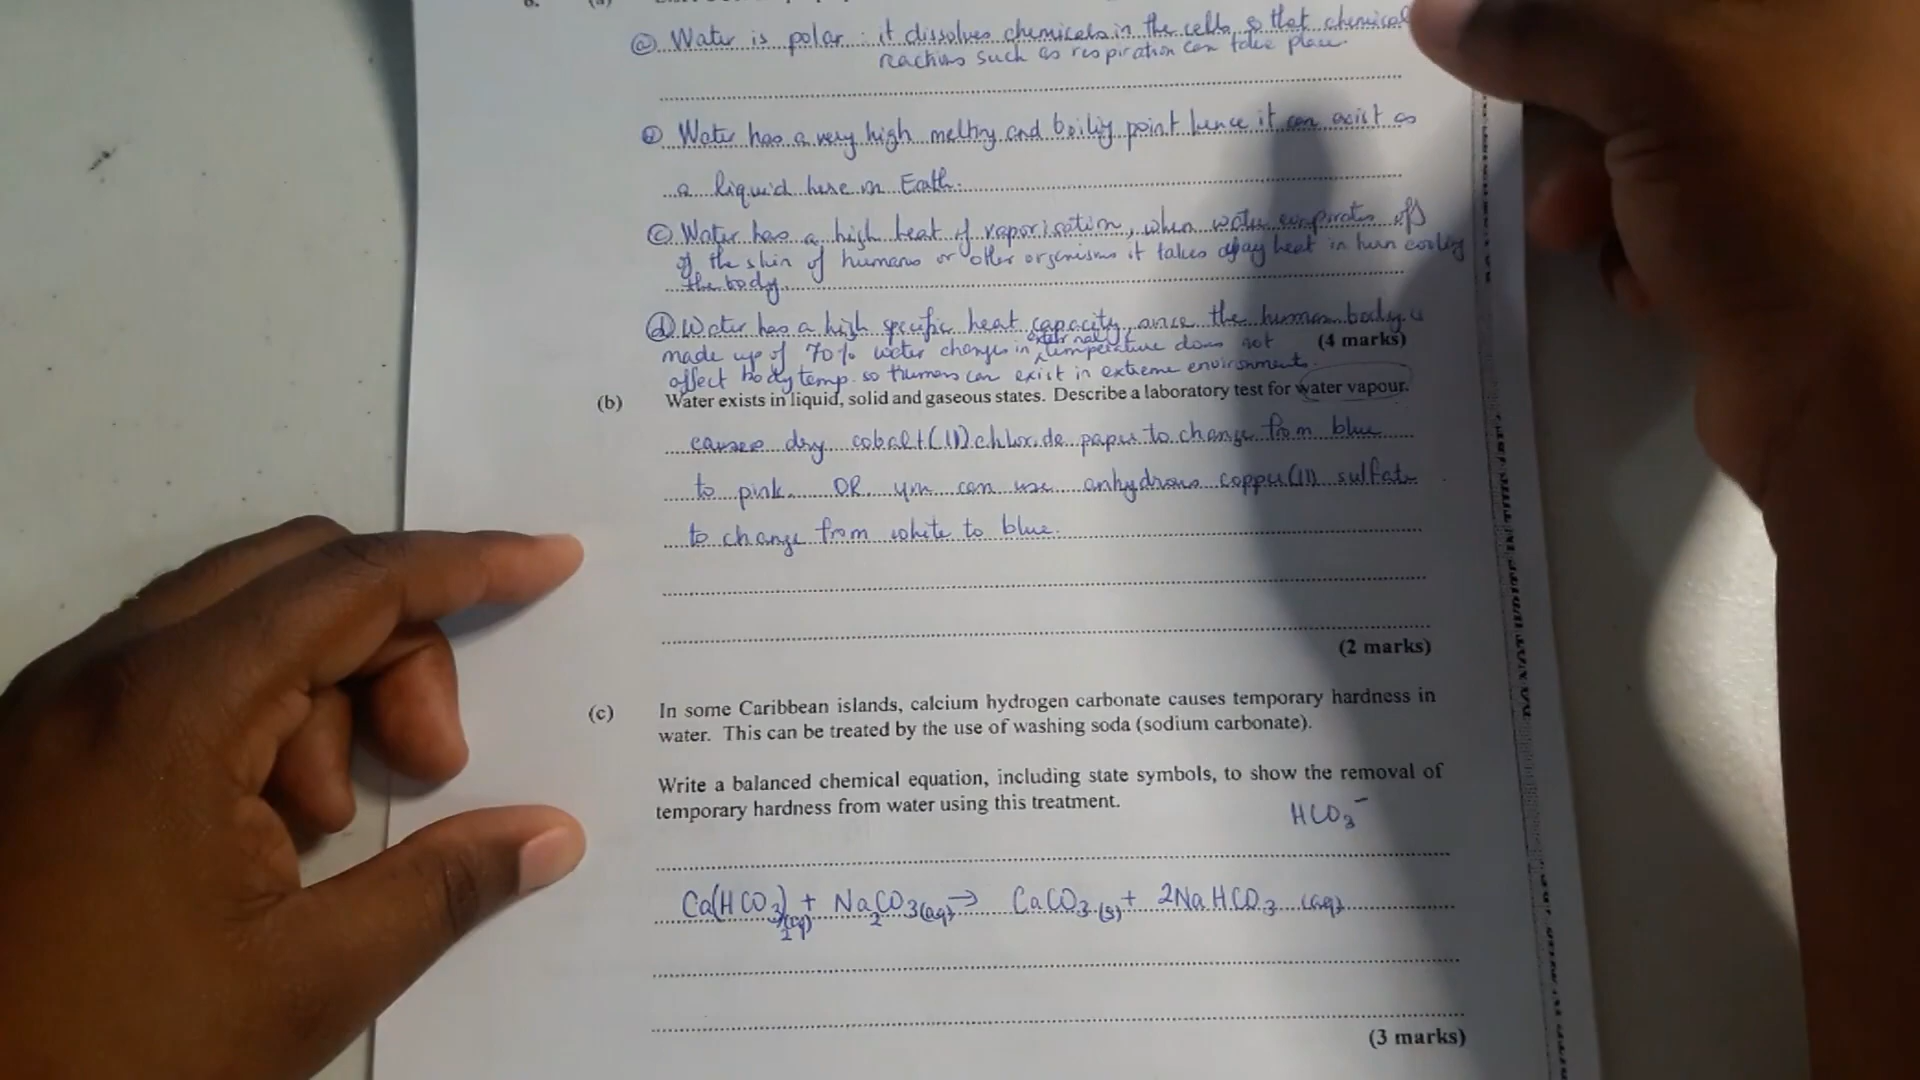 (a) Water is polar : it dissolves chemicals in the cells so that chemical
reactions such as respiration can take place.
Water has a very high melting and boiling point hence it can exist as
a liquid here on Earth.
(c) Water has a high heat of vaporisation, when water evaporates off
of the skin of humans or other organisms it takes away heat in turn cooling
the body.
(d) Water has a high specific heat capacity, since the human body is
made up of 70% water changes in external temperature does not
(4 marks)
affect body temp. so humans can exist in extreme environment.
(b) Water exists in liquid, solid and gaseous states. Describe a laboratory test for water vapour.
causes dry cobalt (II) chloride paper to change from blue
to pink. OR you can use anhydrous copper (II) sulfate
to change from white to blue.
(2 marks)
(c) In some Caribbean islands, calcium hydrogen carbonate causes temporary hardness in
water. This can be treated by the use of washing soda (sodium carbonate).
Write a balanced chemical equation, including state symbols, to show the removal of
temporary hardness from water using this treatment.
HCO₃⁻
Ca(HCO₃)₂(aq) + Na₂CO₃(aq) → CaCO₃(s) + 2NaHCO₃ (aq)
(3 marks)